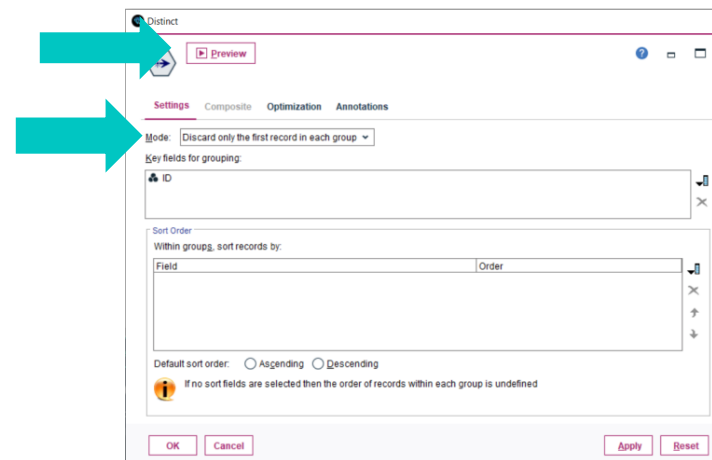 Distinct
Preview
?
Settings Composite Optimization Annotations
Mode: Discard only the first record in each group
Key fields for grouping:
ID
Sort Order
Within groups, sort records by:
Field Order
Default sort order: Ascending Descending
If no sort fields are selected then the order of records within each group is undefined
OK Cancel Apply Reset